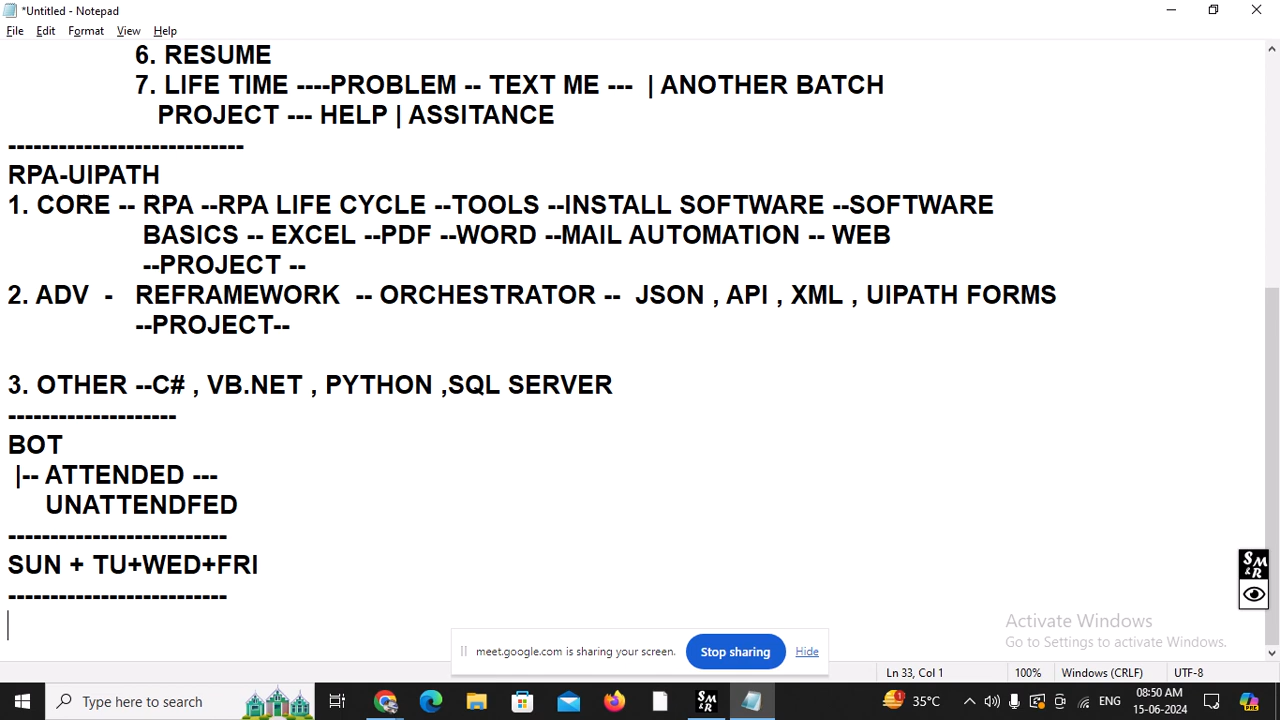 *Untitled - Notepad
File Edit Format View Help
6. RESUME
7. LIFE TIME ----PROBLEM -- TEXT ME --- | ANOTHER BATCH
PROJECT --- HELP | ASSITANCE
----------------------------
RPA-UIPATH
1. CORE -- RPA --RPA LIFE CYCLE --TOOLS --INSTALL SOFTWARE --SOFTWARE
BASICS -- EXCEL --PDF --WORD --MAIL AUTOMATION -- WEB
--PROJECT --
2. ADV - REFRAMEWORK -- ORCHESTRATOR -- JSON , API , XML , UIPATH FORMS
--PROJECT--
3. OTHER --C# , VB.NET , PYTHON ,SQL SERVER
--------------------
BOT
|-- ATTENDED ---
UNATTENDFED
--------------------------
SUN + TU+WED+FRI
--------------------------
S M & R
Activate Windows
Go to Settings to activate Windows.
meet.google.com is sharing your screen. Stop sharing Hide
Ln 33, Col 1 100% Windows (CRLF) UTF-8
Type here to search S M & R 1 35°C ENG 08:50 AM PRE
15-06-2024